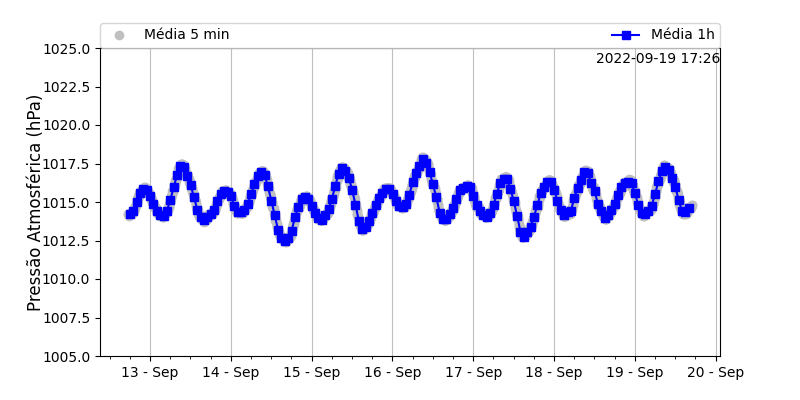 Média 5 min
Média 1h
2022-09-19 17:26
Pressão Atmosférica (hPa)
1025.0
1022.5
1020.0
1017.5
1015.0
1012.5
1010.0
1007.5
1005.0
13 - Sep
14 - Sep
15 - Sep
16 - Sep
17 - Sep
18 - Sep
19 - Sep
20 - Sep